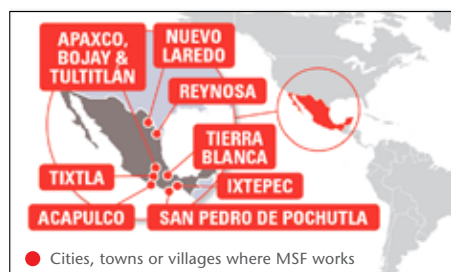 APAXCO,
BOJAY &
TULTITLÁN
NUEVO
LAREDO
REYNOSA
TIERRA
BLANCA
TIXTLA
IXTEPEC
ACAPULCO
SAN PEDRO DE POCHUTLA
Cities, towns or villages where MSF works